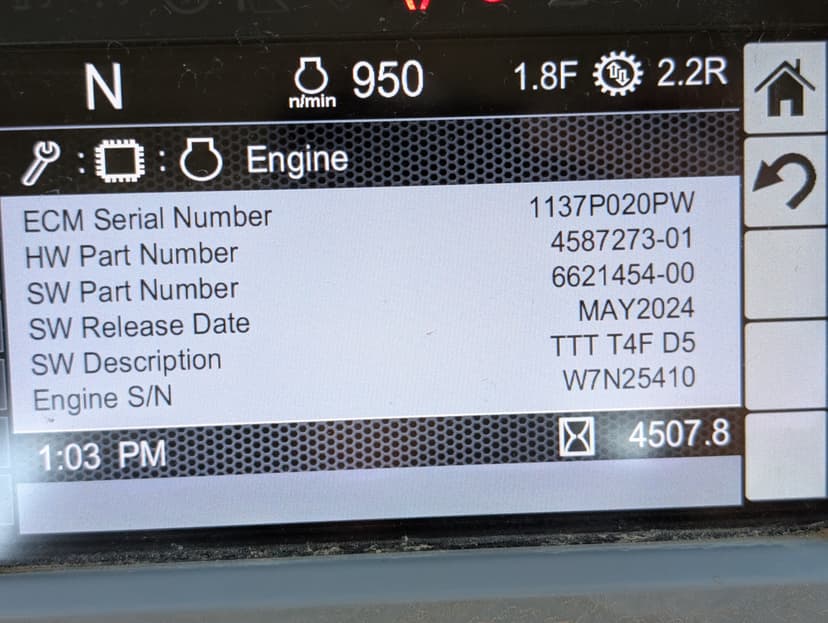 N n/min 950 1.8F 2.2R
: : Engine
ECM Serial Number 1137P020PW
HW Part Number 4587273-01
SW Part Number 6621454-00
SW Release Date MAY2024
SW Description TTT T4F D5
Engine S/N W7N25410
1:03 PM 4507.8